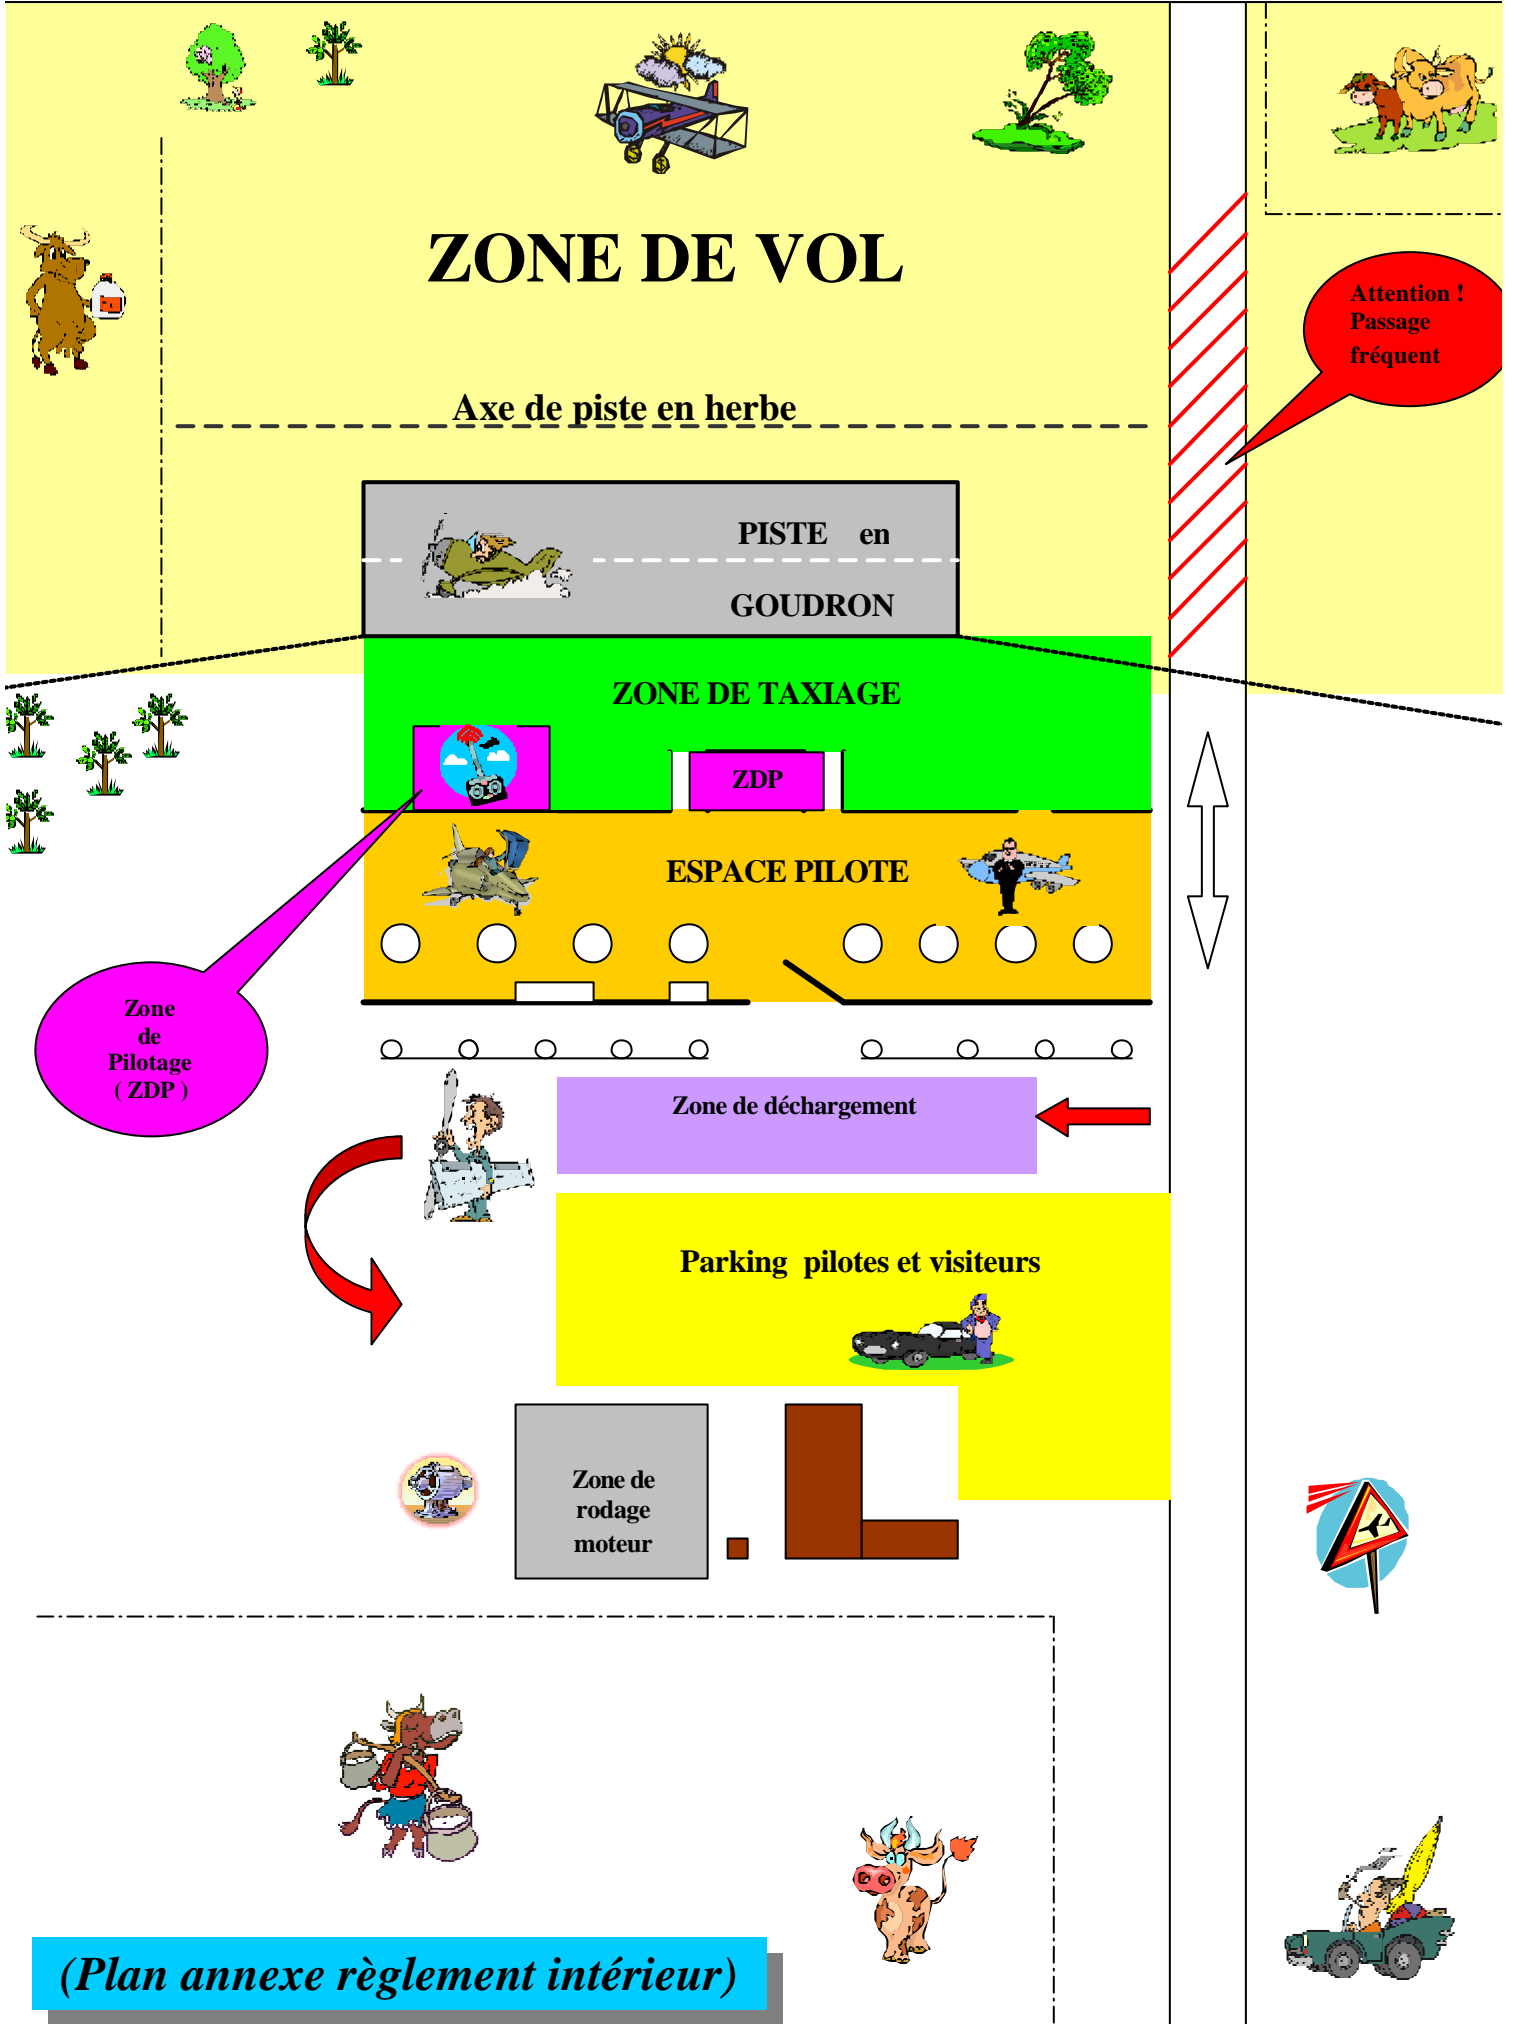 ZONE DE VOL
Attention !
Passage
fréquent
Axe de piste en herbe
PISTE en
GOUDRON
ZONE DE TAXIAGE
ZDP
ESPACE PILOTE
Zone
de
Pilotage
( ZDP )
Zone de déchargement
Parking pilotes et visiteurs
Zone de
rodage
moteur
(Plan annexe règlement intérieur)